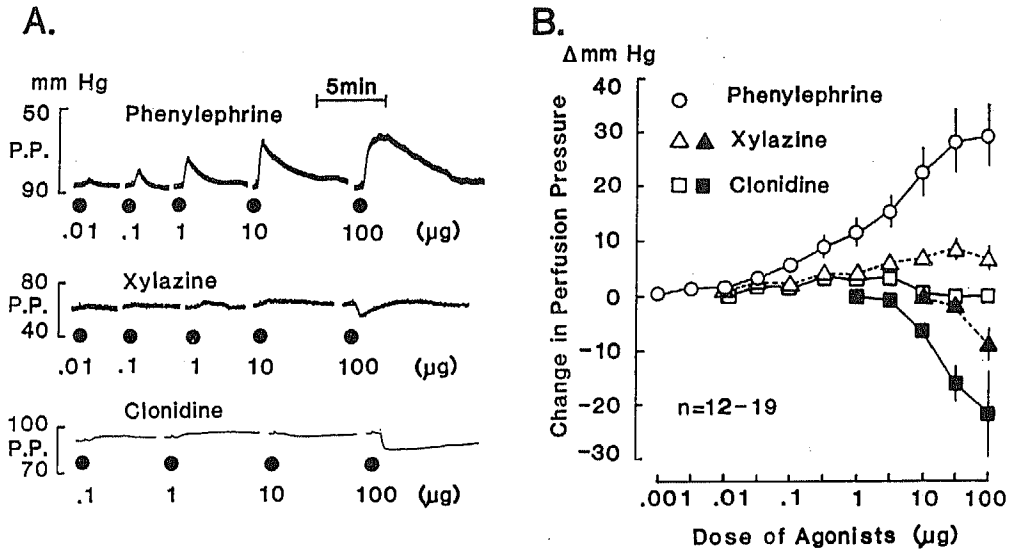 A.
mm Hg
50
P.P.
90
Phenylephrine
5min
.01 .1 1 10 100 (µg)
Xylazine
80
P.P.
40
.01 .1 1 10 100 (µg)
Clonidine
100
P.P.
70
.1 1 10 100 (µg)
B.
Δmm Hg
Change in Perfusion Pressure
40
30
20
10
0
-10
-20
-30
Phenylephrine
Xylazine
Clonidine
n=12-19
.001 .01 .1 1 10 100
Dose of Agonists (µg)